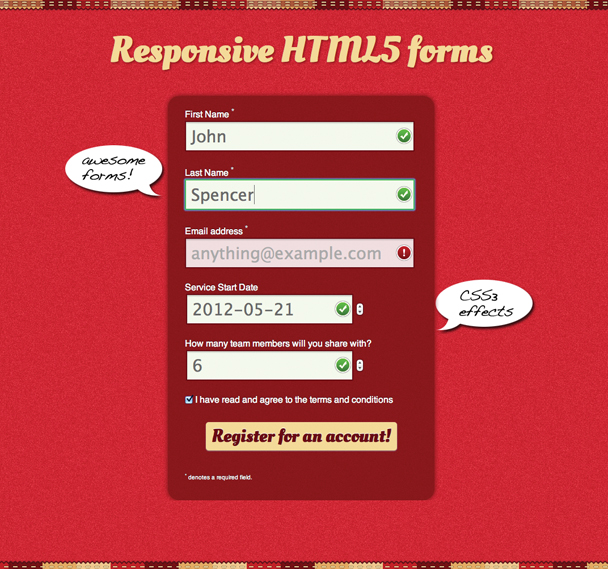 Responsive HTML5 forms
First Name *
John
awesome
forms!
Last Name *
Spencer
Email address *
anything@example.com
Service Start Date
2012-05-21
CSS3
effects
How many team members will you share with?
6
I have read and agree to the terms and conditions
Register for an account!
* denotes a required field.